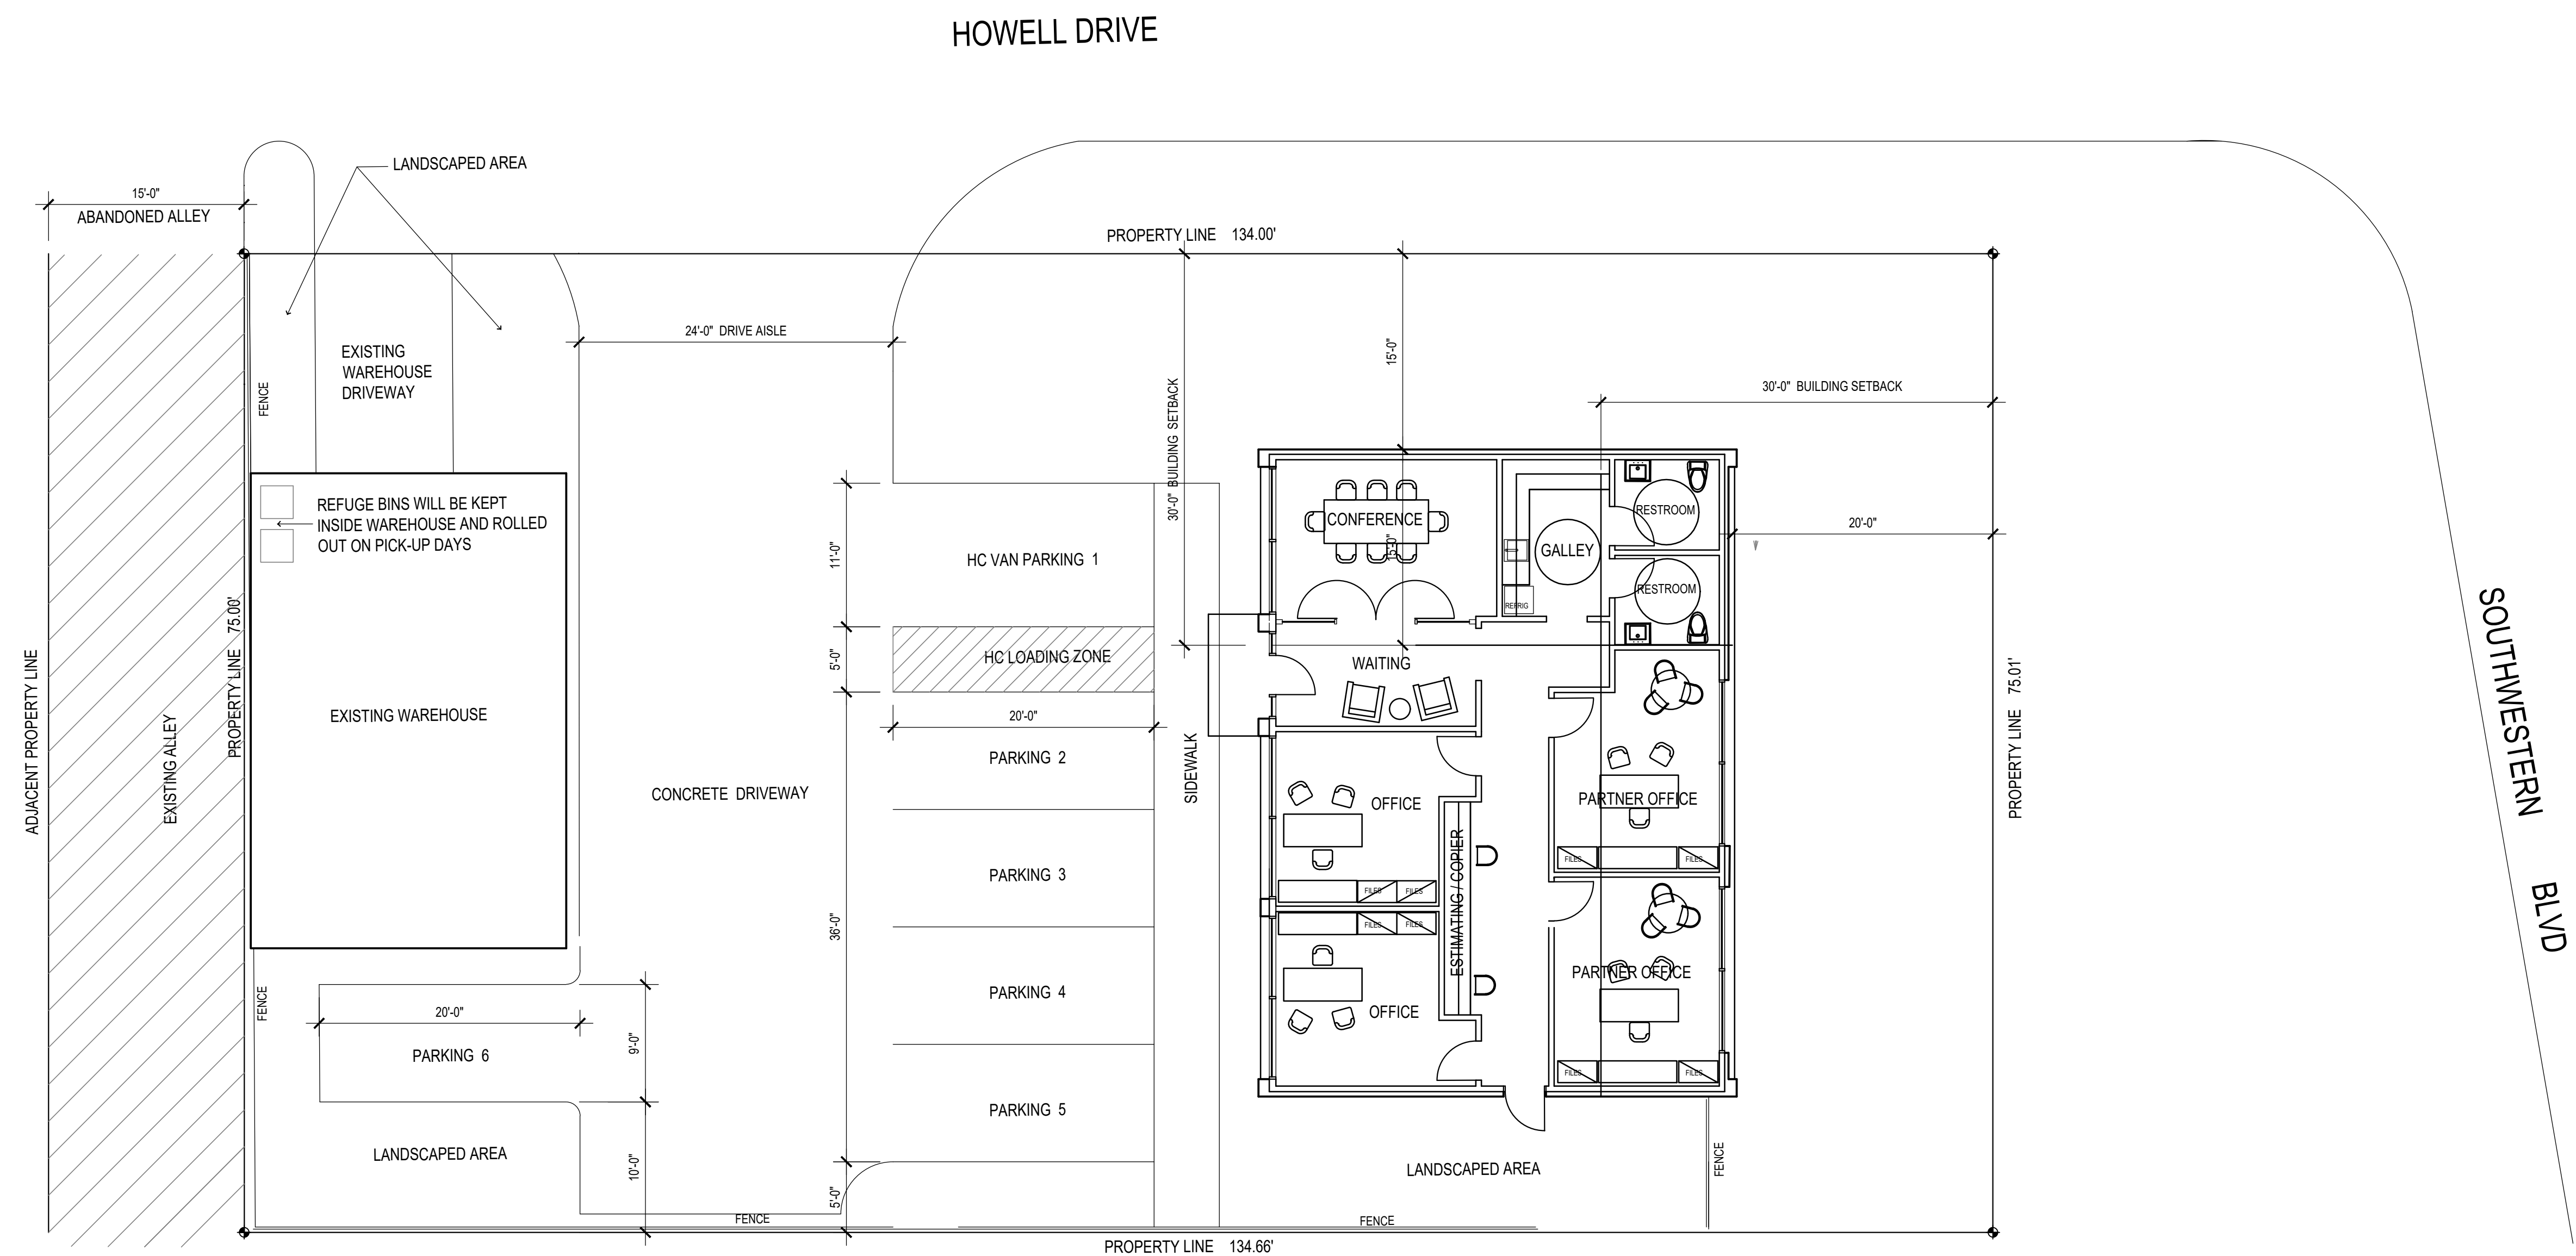 HOWELL DRIVE
LANDSCAPED AREA
15'-0"
ABANDONED ALLEY
PROPERTY LINE 134.00'
24'-0" DRIVE AISLE
EXISTING
WAREHOUSE
DRIVEWAY
FENCE
15'-0"
30'-0" BUILDING SETBACK
30'-0" BUILDING SETBACK
REFUGE BINS WILL BE KEPT
INSIDE WAREHOUSE AND ROLLED
OUT ON PICK-UP DAYS
11'-0"
HC VAN PARKING 1
CONFERENCE
15'-0"
GALLEY
RESTROOM
20'-0"
RESTROOM
REFRIG
5'-0"
HC LOADING ZONE
WAITING
ADJACENT PROPERTY LINE
EXISTING ALLEY
PROPERTY LINE 75.00'
EXISTING WAREHOUSE
20'-0"
PARKING 2
SIDEWALK
CONCRETE DRIVEWAY
OFFICE
PARTNER OFFICE
PROPERTY LINE 75.01'
SOUTHWESTERN BLVD
PARKING 3
FILES
FILES
FILES
FILES
36'-0"
FILES
FILES
ESTIMATING / COPIER
PARTNER OFFICE
PARKING 4
FENCE
20'-0"
OFFICE
9'-0"
PARKING 6
FILES
FILES
PARKING 5
LANDSCAPED AREA
10'-0"
5'-0"
LANDSCAPED AREA
FENCE
FENCE
FENCE
PROPERTY LINE 134.66'